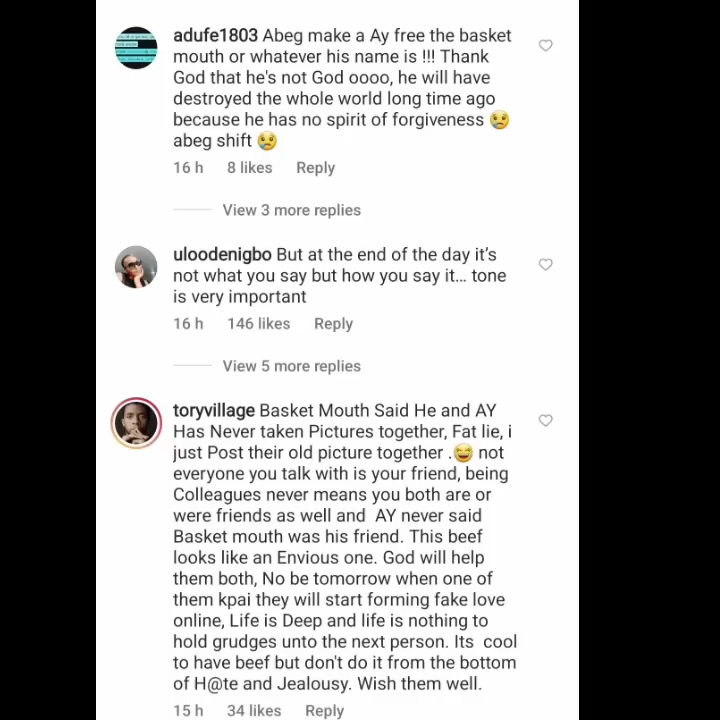 adufe1803 Abeg make a Ay free the basket
mouth or whatever his name is !!! Thank
God that he's not God oooo, he will have
destroyed the whole world long time ago
because he has no spirit of forgiveness 😢
abeg shift 😢
16 h 8 likes Reply
View 3 more replies
uloodenigbo But at the end of the day it’s
not what you say but how you say it… tone
is very important
16 h 146 likes Reply
View 5 more replies
toryvillage Basket Mouth Said He and AY
Has Never taken Pictures together, Fat lie, i
just Post their old picture together .😅 not
everyone you talk with is your friend, being
Colleagues never means you both are or
were friends as well and AY never said
Basket mouth was his friend. This beef
looks like an Envious one. God will help
them both, No be tomorrow when one of
them kpai they will start forming fake love
online, Life is Deep and life is nothing to
hold grudges unto the next person. Its cool
to have beef but don't do it from the bottom
of H@te and Jealousy. Wish them well.
15 h 34 likes Reply